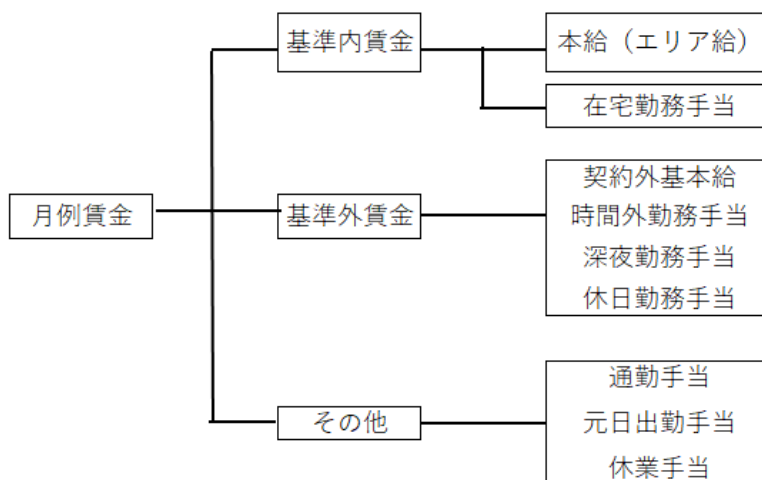 月例賃金
基準内賃金
本給（エリア給）
在宅勤務手当
基準外賃金
契約外基本給
時間外勤務手当
深夜勤務手当
休日勤務手当
その他
通勤手当
元日出勤手当
休業手当